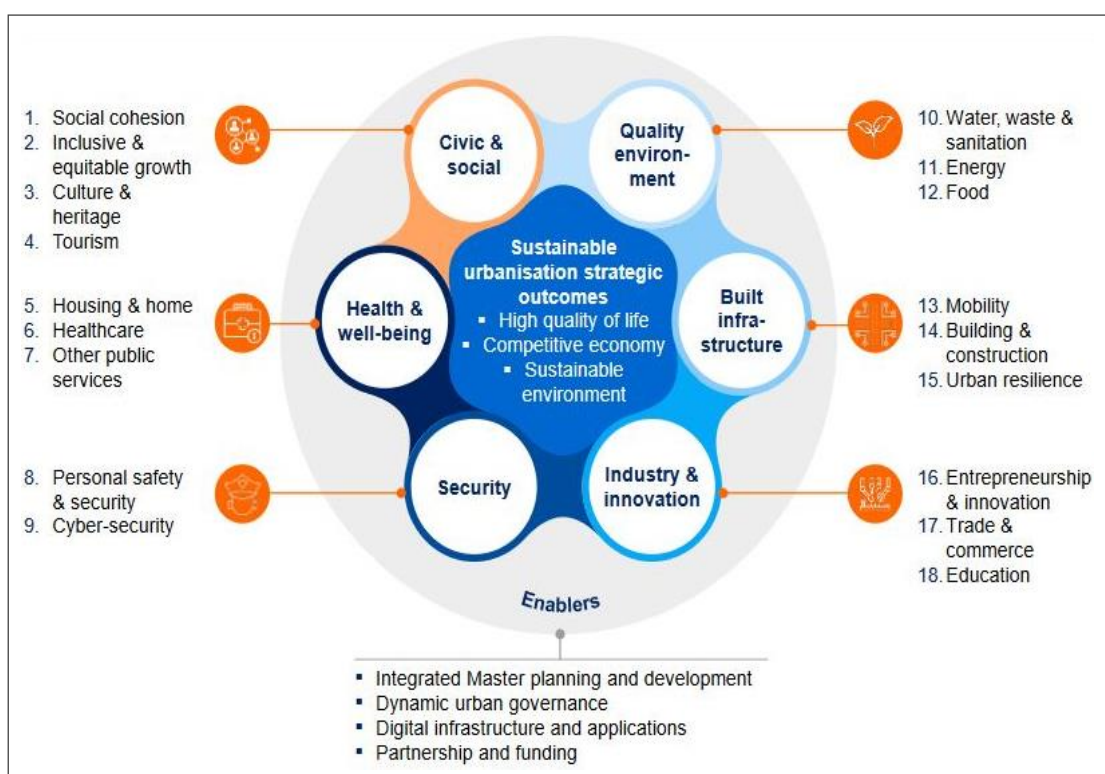 1. Social cohesion
2. Inclusive &
equitable growth
3. Culture &
heritage
4. Tourism
5. Housing & home
6. Healthcare
7. Other public
services
8. Personal safety
& security
9. Cyber-security
Civic &
social
Quality
environ-
ment
Health &
well-being
Sustainable
urbanisation strategic
outcomes
▪ High quality of life
▪ Competitive economy
▪ Sustainable
environment
Built
infra-
structure
Security
Industry &
innovation
Enablers
10. Water, waste &
sanitation
11. Energy
12. Food
13. Mobility
14. Building &
construction
15. Urban resilience
16. Entrepreneurship
& innovation
17. Trade &
commerce
18. Education
▪ Integrated Master planning and development
▪ Dynamic urban governance
▪ Digital infrastructure and applications
▪ Partnership and funding